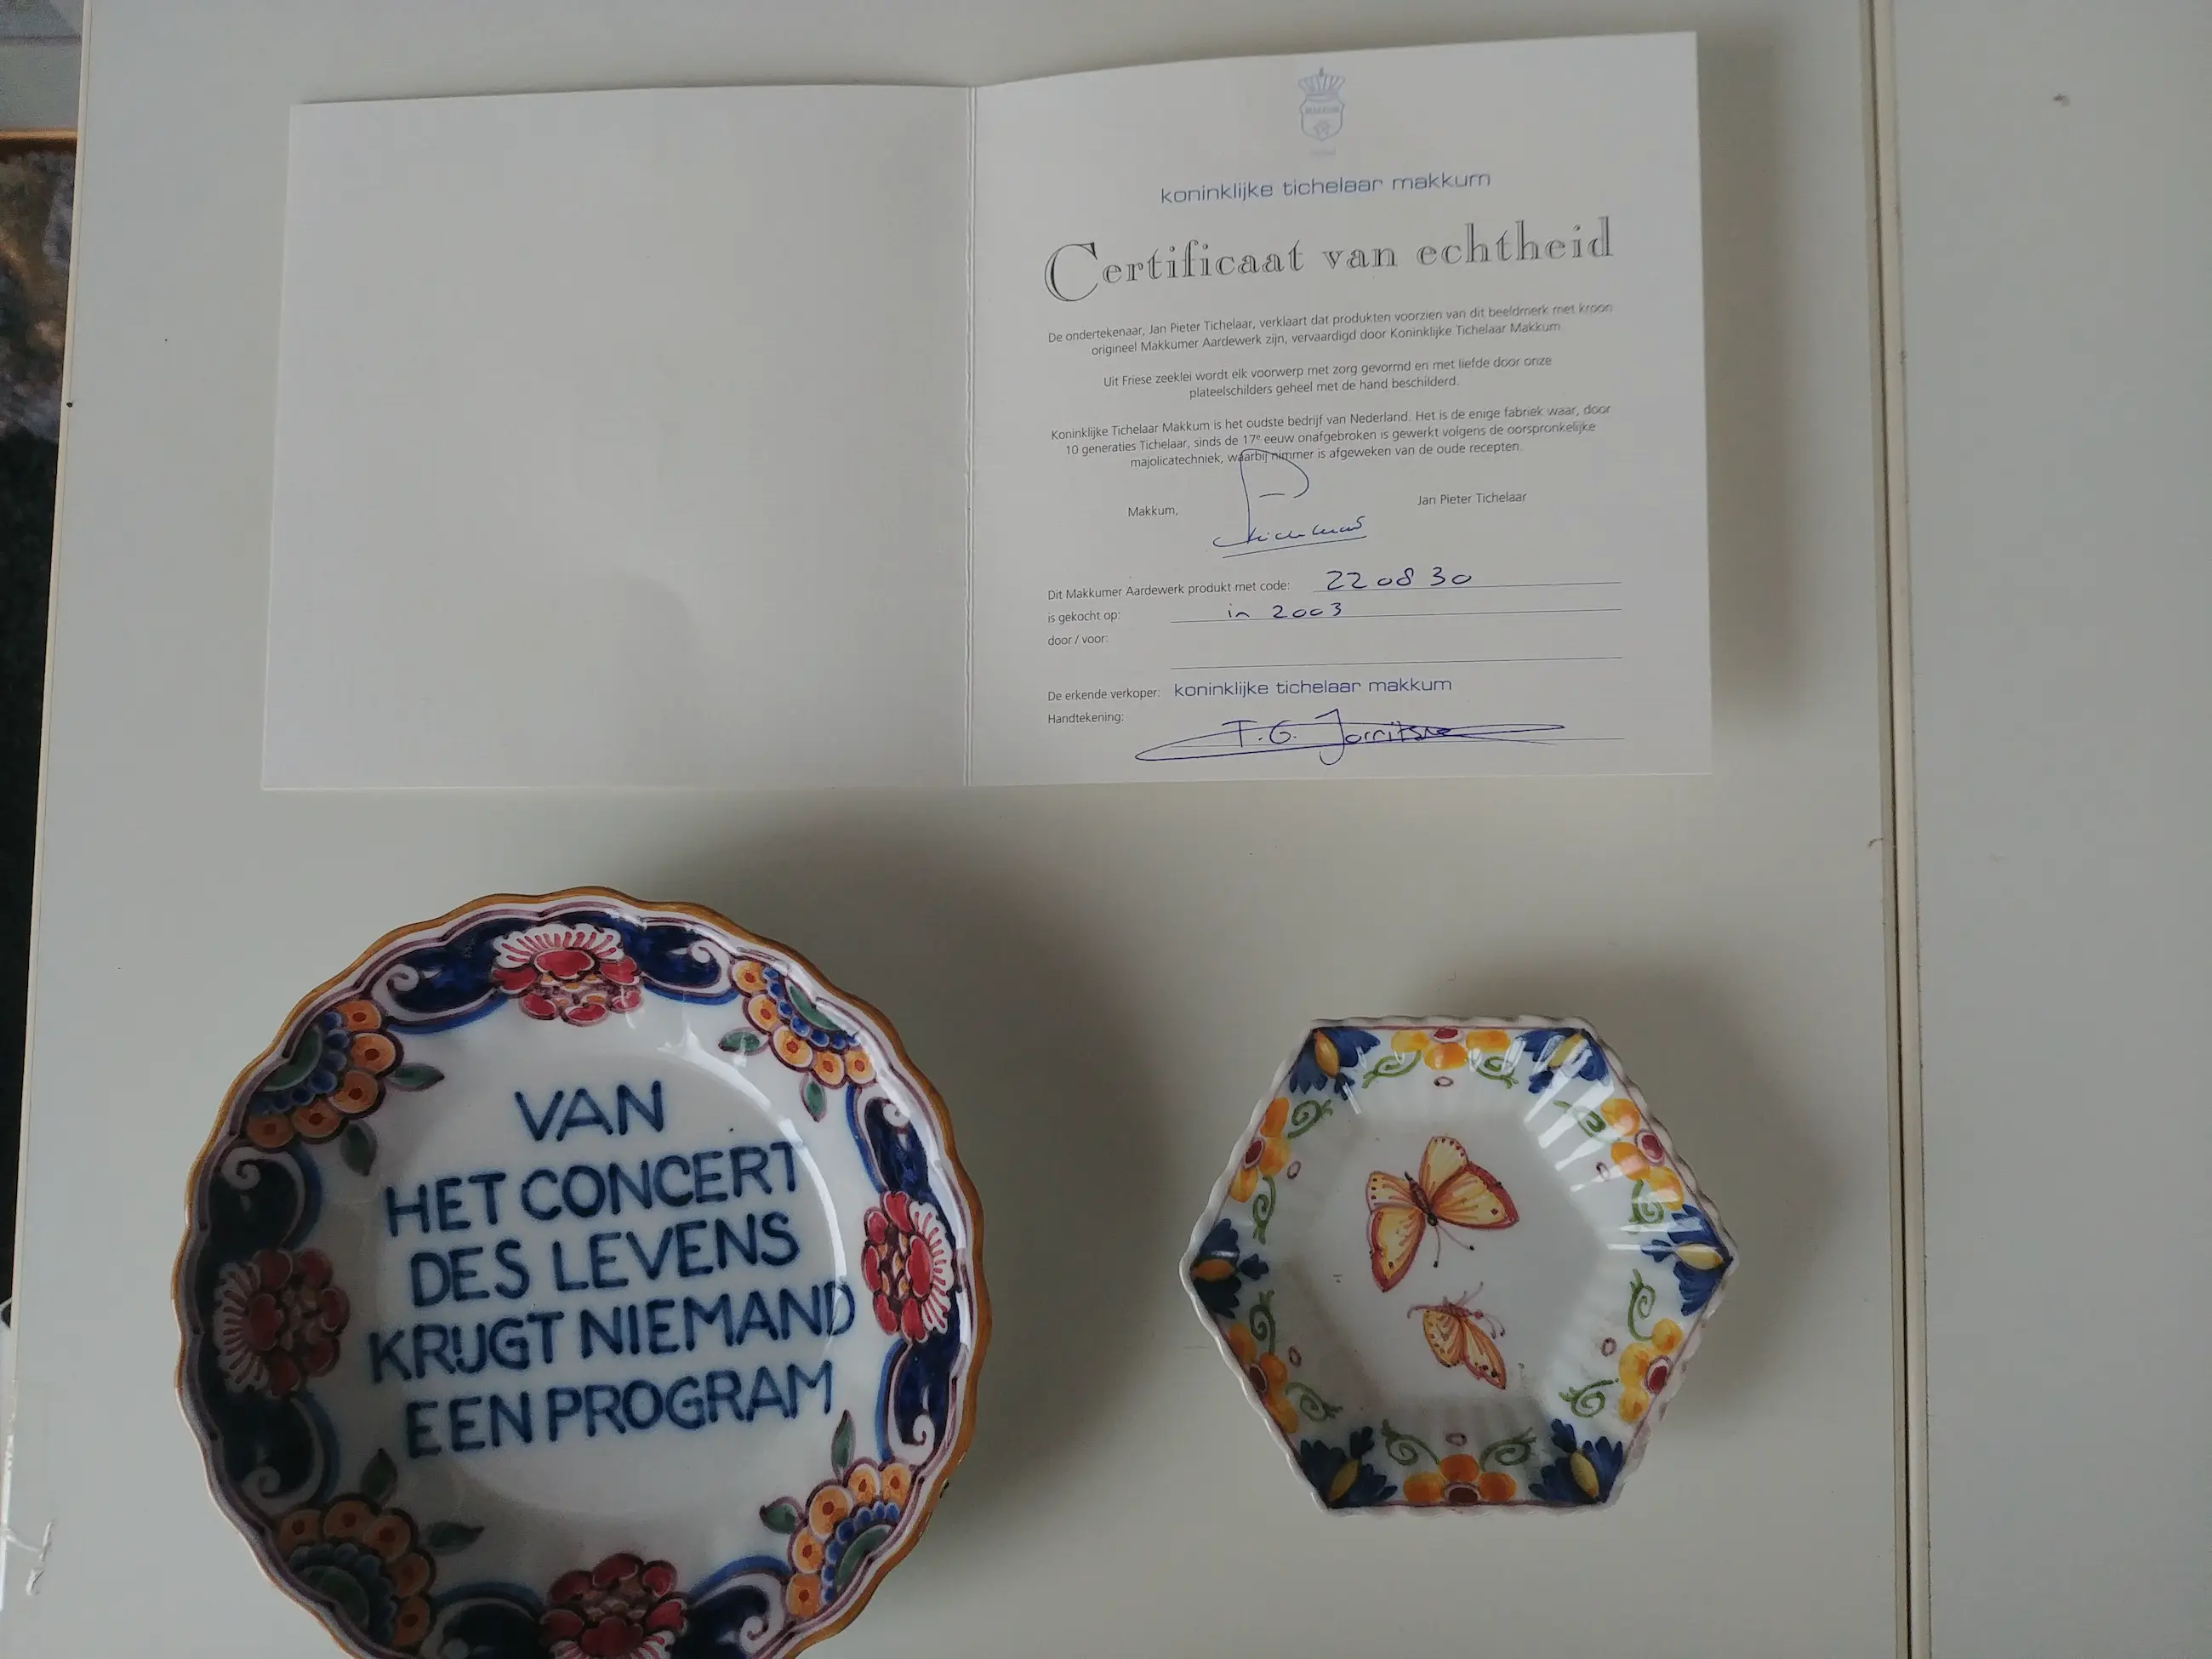 MAKKUM
koninklijke tichelaar makkum
Certificaat van echtheid
De ondertekenaar, Jan Pieter Tichelaar, verklaart dat produkten voorzien van dit beeldmerk met kroon
origineel Makkumer Aardewerk zijn, vervaardigd door Koninklijke Tichelaar Makkum.
Uit Friese zeeklei wordt elk voorwerp met zorg gevormd en met liefde door onze
plateelschilders geheel met de hand beschilderd.
Koninklijke Tichelaar Makkum is het oudste bedrijf van Nederland. Het is de enige fabriek waar, door
10 generaties Tichelaar, sinds de 17e eeuw onafgebroken is gewerkt volgens de oorspronkelijke
majolicatechniek, waarbij nimmer is afgeweken van de oude recepten.
Makkum, Jan Pieter Tichelaar
Dit Makkumer Aardewerk produkt met code: 22 08 30
is gekocht op: in 2003
door / voor:
De erkende verkoper: koninklijke tichelaar makkum
Handtekening: T.G. Jorritsma
VAN
HET CONCERT
DES LEVENS
KRIJGT NIEMAND
EEN PROGRAM